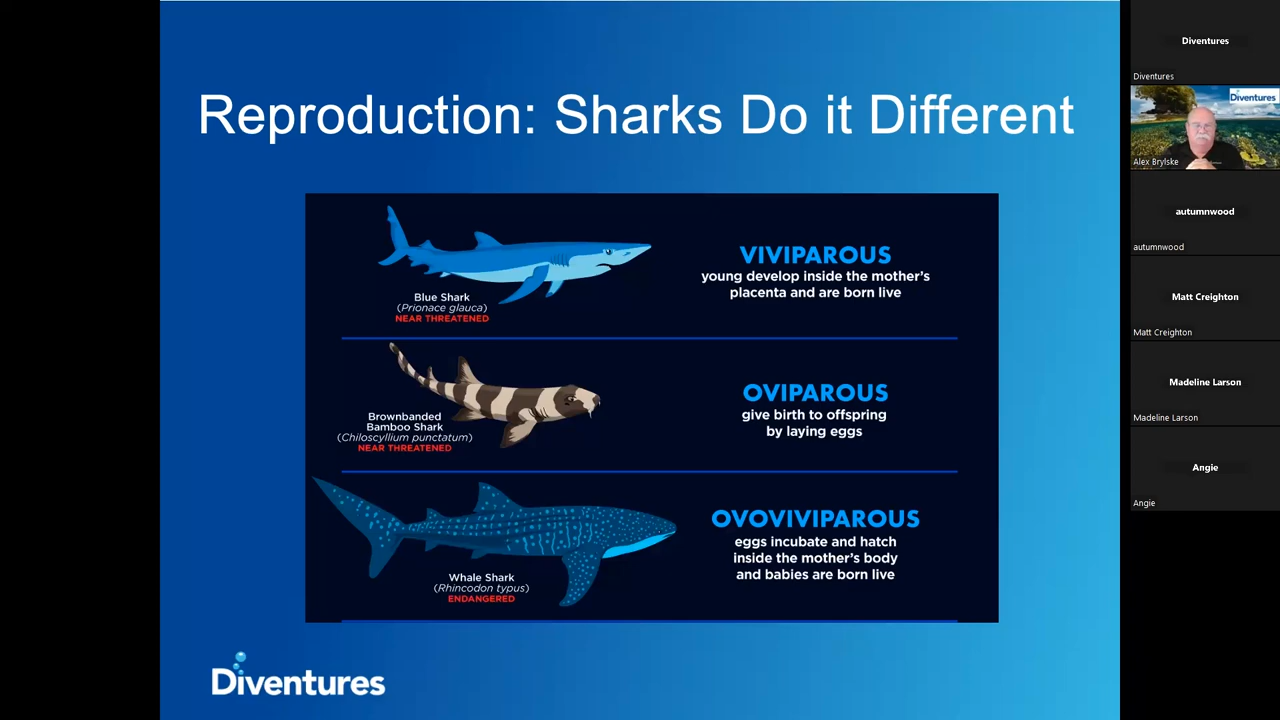 Reproduction: Sharks Do it Different
Blue Shark
(Prionace glauca)
NEAR THREATENED
VIVIPAROUS
young develop inside the mother's
placenta and are born live
Brownbanded
Bamboo Shark
(Chiloscyllium punctatum)
NEAR THREATENED
OVIPAROUS
give birth to offspring
by laying eggs
Whale Shark
(Rhincodon typus)
ENDANGERED
OVOVIVIPAROUS
eggs incubate and hatch
inside the mother's body
and babies are born live
Diventures
Diventures
Diventures
Diventures
Alex Brylske
autumnwood
autumnwood
Matt Creighton
Matt Creighton
Madeline Larson
Madeline Larson
Angie
Angie